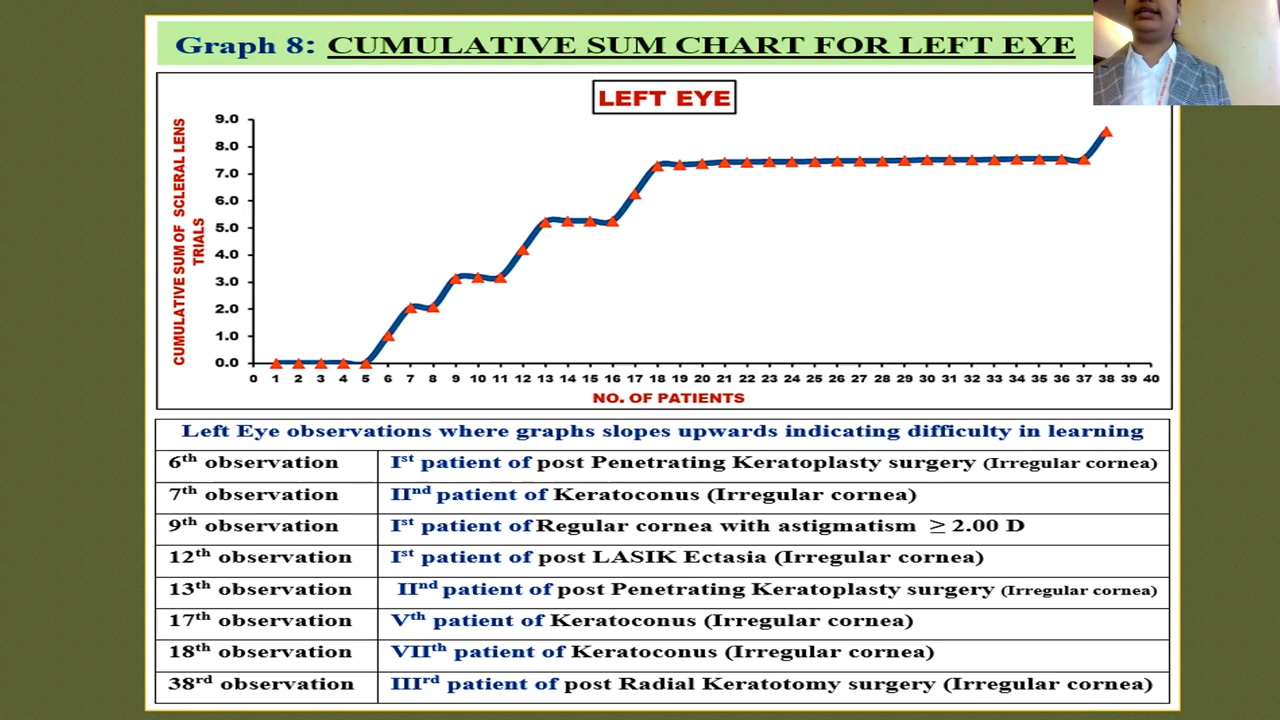 Graph 8: CUMULATIVE SUM CHART FOR LEFT EYE
LEFT EYE
CUMULATIVE SUM OF SCLERAL LENS
TRIALS
9.0
8.0
7.0
6.0
5.0
4.0
3.0
2.0
1.0
0.0
0 1 2 3 4 5 6 7 8 9 10 11 12 13 14 15 16 17 18 19 20 21 22 23 24 25 26 27 28 29 30 31 32 33 34 35 36 37 38 39 40
NO. OF PATIENTS
Left Eye observations where graphs slopes upwards indicating difficulty in learning
6th observation Ist patient of post Penetrating Keratoplasty surgery (Irregular cornea)
7th observation IInd patient of Keratoconus (Irregular cornea)
9th observation Ist patient of Regular cornea with astigmatism ≥ 2.00 D
12th observation Ist patient of post LASIK Ectasia (Irregular cornea)
13th observation IInd patient of post Penetrating Keratoplasty surgery (Irregular cornea)
17th observation Vth patient of Keratoconus (Irregular cornea)
18th observation VIIth patient of Keratoconus (Irregular cornea)
38rd observation IIIrd patient of post Radial Keratotomy surgery (Irregular cornea)